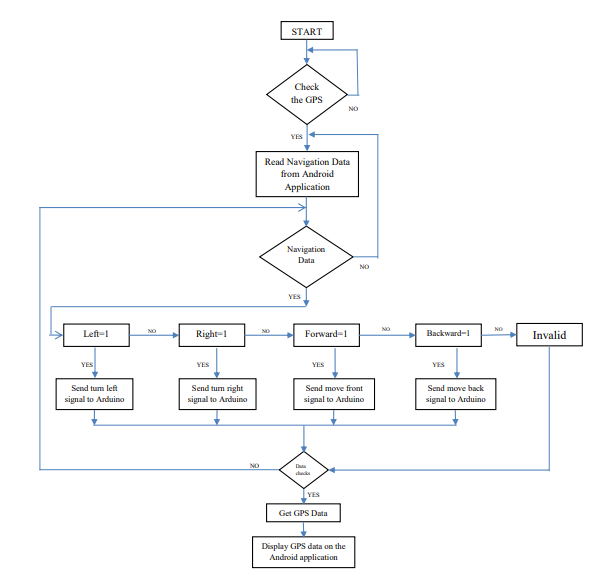 START
Check
the GPS
NO
YES
Read Navigation Data
from Android
Application
Navigation
Data
NO
YES
Left=1
NO
Right=1
NO
Forward=1
NO
Backward=1
NO
Invalid
YES
YES
YES
YES
Send turn left
signal to Arduino
Send turn right
signal to Arduino
Send move front
signal to Arduino
Send move back
signal to Arduino
NO
Data
checks
YES
Get GPS Data
Display GPS data on the
Android application